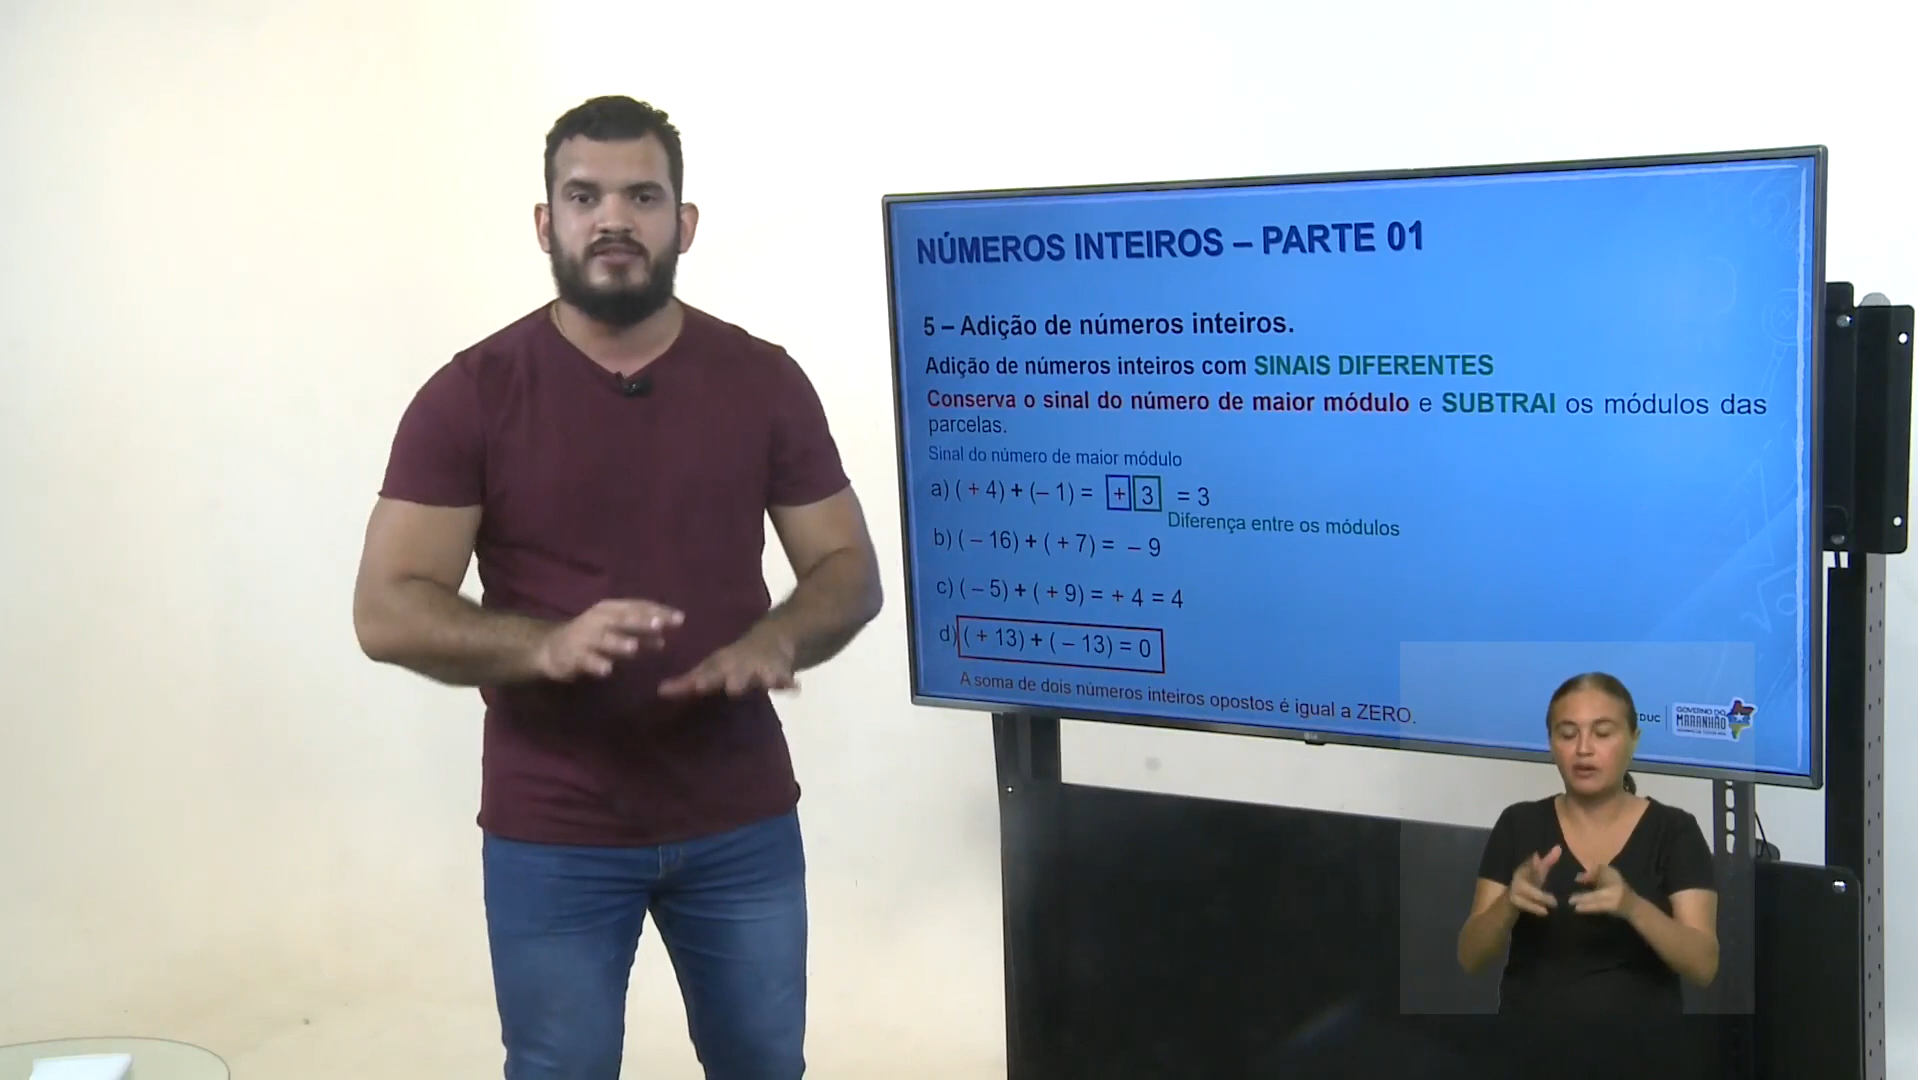 NÚMEROS INTEIROS – PARTE 01
5 – Adição de números inteiros.
Adição de números inteiros com SINAIS DIFERENTES
Conserva o sinal do número de maior módulo e SUBTRAI os módulos das
parcelas.
Sinal do número de maior módulo
a) ( + 4) + (– 1) = + 3 = 3
Diferença entre os módulos
b) ( – 16) + ( + 7) = – 9
c) ( – 5) + ( + 9) = + 4 = 4
d) ( + 13) + ( – 13) = 0
A soma de dois números inteiros opostos é igual a ZERO.
GOVERNO DO
MARANHÃO
LG